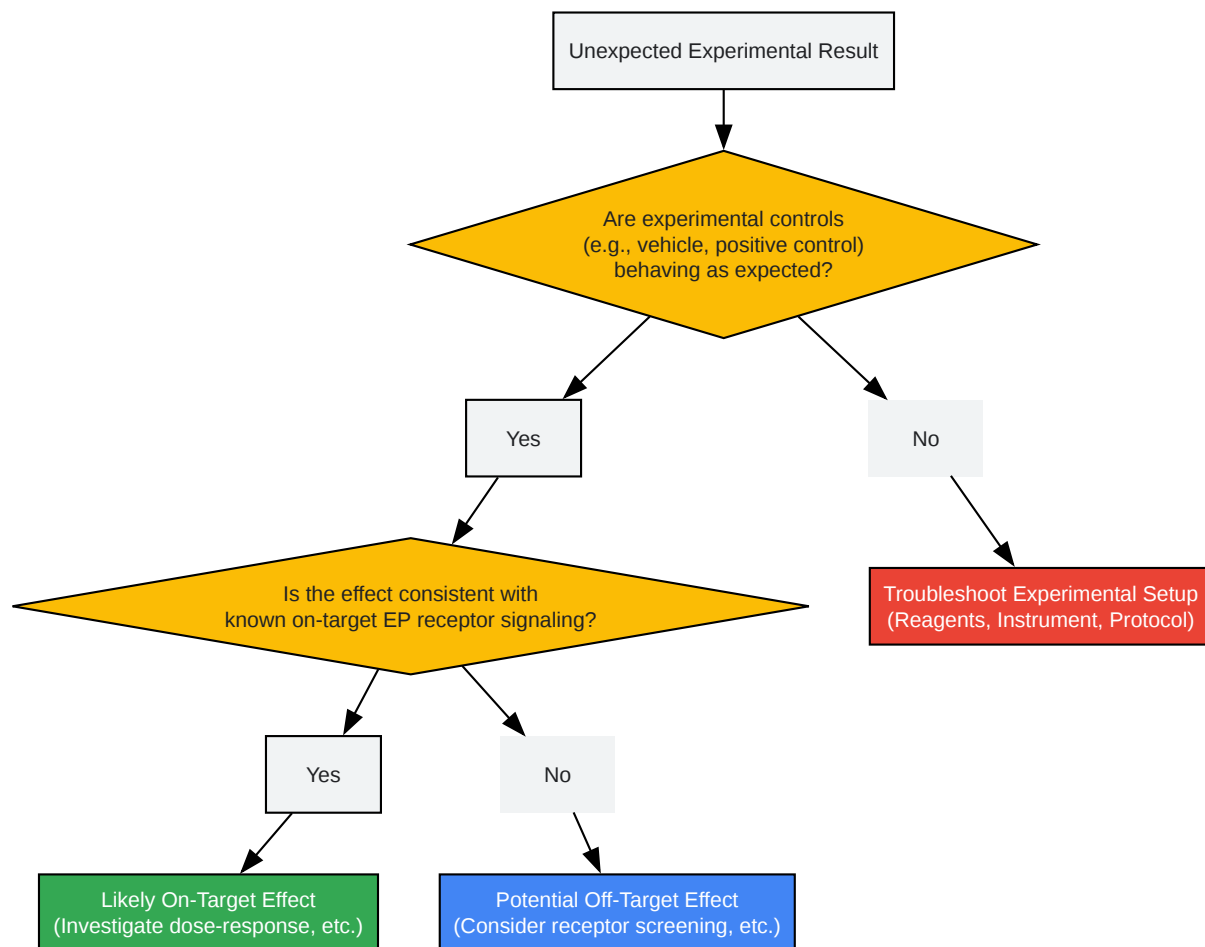 Unexpected Experimental Result
Are experimental controls
(e.g., vehicle, positive control)
behaving as expected?
Yes
No
Is the effect consistent with
known on-target EP receptor signaling?
Troubleshoot Experimental Setup
(Reagents, Instrument, Protocol)
Yes
No
Likely On-Target Effect
(Investigate dose-response, etc.)
Potential Off-Target Effect
(Consider receptor screening, etc.)